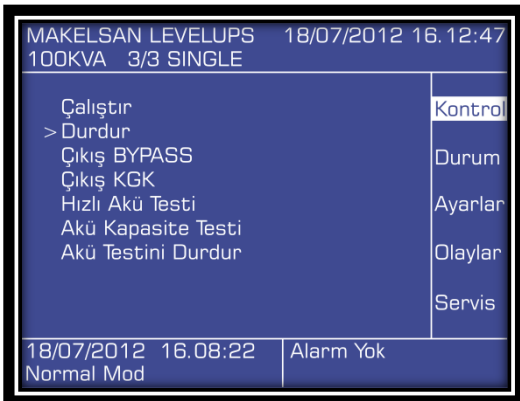 MAKELSAN LEVELUPS 18/07/2012 16.12:47
100KVA 3/3 SINGLE
Çalıştır
>Durdur
Çıkış BYPASS
Çıkış KGK
Hızlı Akü Testi
Akü Kapasite Testi
Akü Testini Durdur
Kontrol
Durum
Ayarlar
Olaylar
Servis
18/07/2012 16.08:22
Normal Mod
Alarm Yok